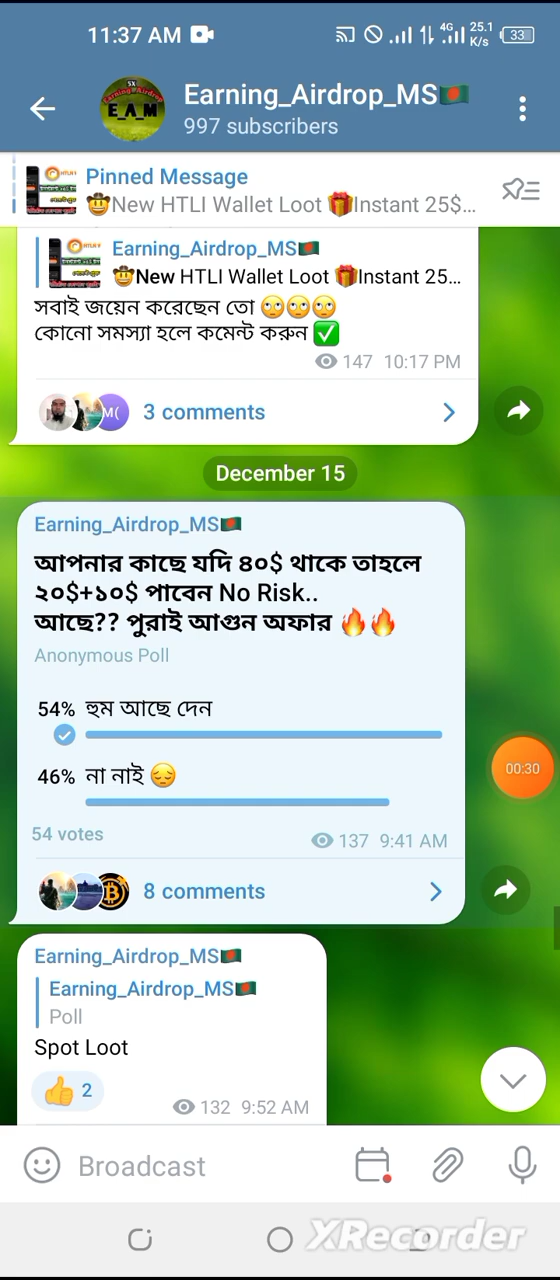 11:37 AM
4G 25.1 K/s 33
Earning_Airdrop_MS🇧🇩
997 subscribers
5X
Earning Airdrop
E_A_M
Pinned Message
🤠New HTLI Wallet Loot 🎁Instant 25$...
Earning_Airdrop_MS🇧🇩
🤠New HTLI Wallet Loot 🎁Instant 25...
সবাই জয়েন করেছেন তো 🙄🙄🙄
কোনো সমস্যা হলে কমেন্ট করুন ✅
147 10:17 PM
M(
3 comments
December 15
Earning_Airdrop_MS🇧🇩
আপনার কাছে যদি ৪০$ থাকে তাহলে
২০$+১০$ পাবেন No Risk..
আছে?? পুরাই আগুন অফার 🔥🔥
Anonymous Poll
54% হুম আছে দেন
46% না নাই 😔
00:30
54 votes
137 9:41 AM
8 comments
Earning_Airdrop_MS🇧🇩
Earning_Airdrop_MS🇧🇩
Poll
Spot Loot
👍 2
132 9:52 AM
Broadcast
XRecorder